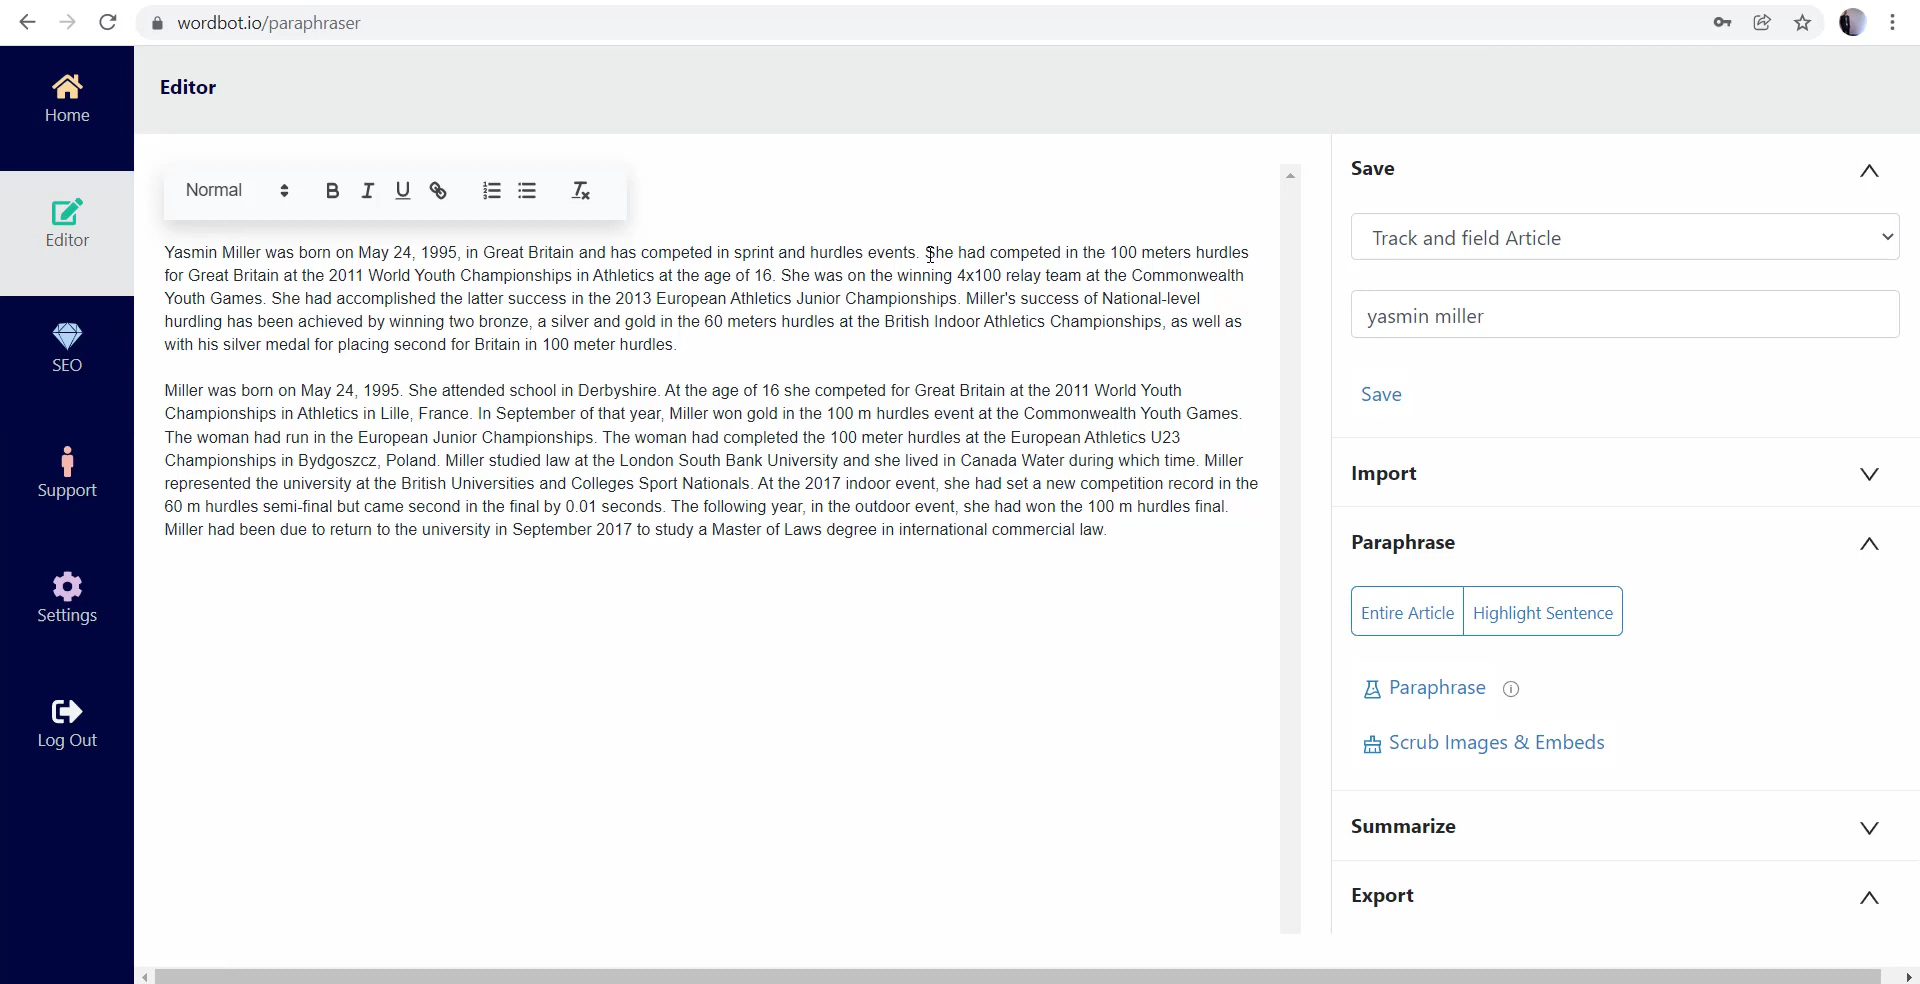 wordbot.io/paraphraser
Home
Editor
SEO
Support
Settings
Log Out
Editor
Normal
B I U
Yasmin Miller was born on May 24, 1995, in Great Britain and has competed in sprint and hurdles events. She had competed in the 100 meters hurdles
for Great Britain at the 2011 World Youth Championships in Athletics at the age of 16. She was on the winning 4x100 relay team at the Commonwealth
Youth Games. She had accomplished the latter success in the 2013 European Athletics Junior Championships. Miller's success of National-level
hurdling has been achieved by winning two bronze, a silver and gold in the 60 meters hurdles at the British Indoor Athletics Championships, as well as
with his silver medal for placing second for Britain in 100 meter hurdles.
Miller was born on May 24, 1995. She attended school in Derbyshire. At the age of 16 she competed for Great Britain at the 2011 World Youth
Championships in Athletics in Lille, France. In September of that year, Miller won gold in the 100 m hurdles event at the Commonwealth Youth Games.
The woman had run in the European Junior Championships. The woman had completed the 100 meter hurdles at the European Athletics U23
Championships in Bydgoszcz, Poland. Miller studied law at the London South Bank University and she lived in Canada Water during which time. Miller
represented the university at the British Universities and Colleges Sport Nationals. At the 2017 indoor event, she had set a new competition record in the
60 m hurdles semi-final but came second in the final by 0.01 seconds. The following year, in the outdoor event, she had won the 100 m hurdles final.
Miller had been due to return to the university in September 2017 to study a Master of Laws degree in international commercial law.
Save
Track and field Article
yasmin miller
Save
Import
Paraphrase
Entire Article
Highlight Sentence
Paraphrase
Scrub Images & Embeds
Summarize
Export